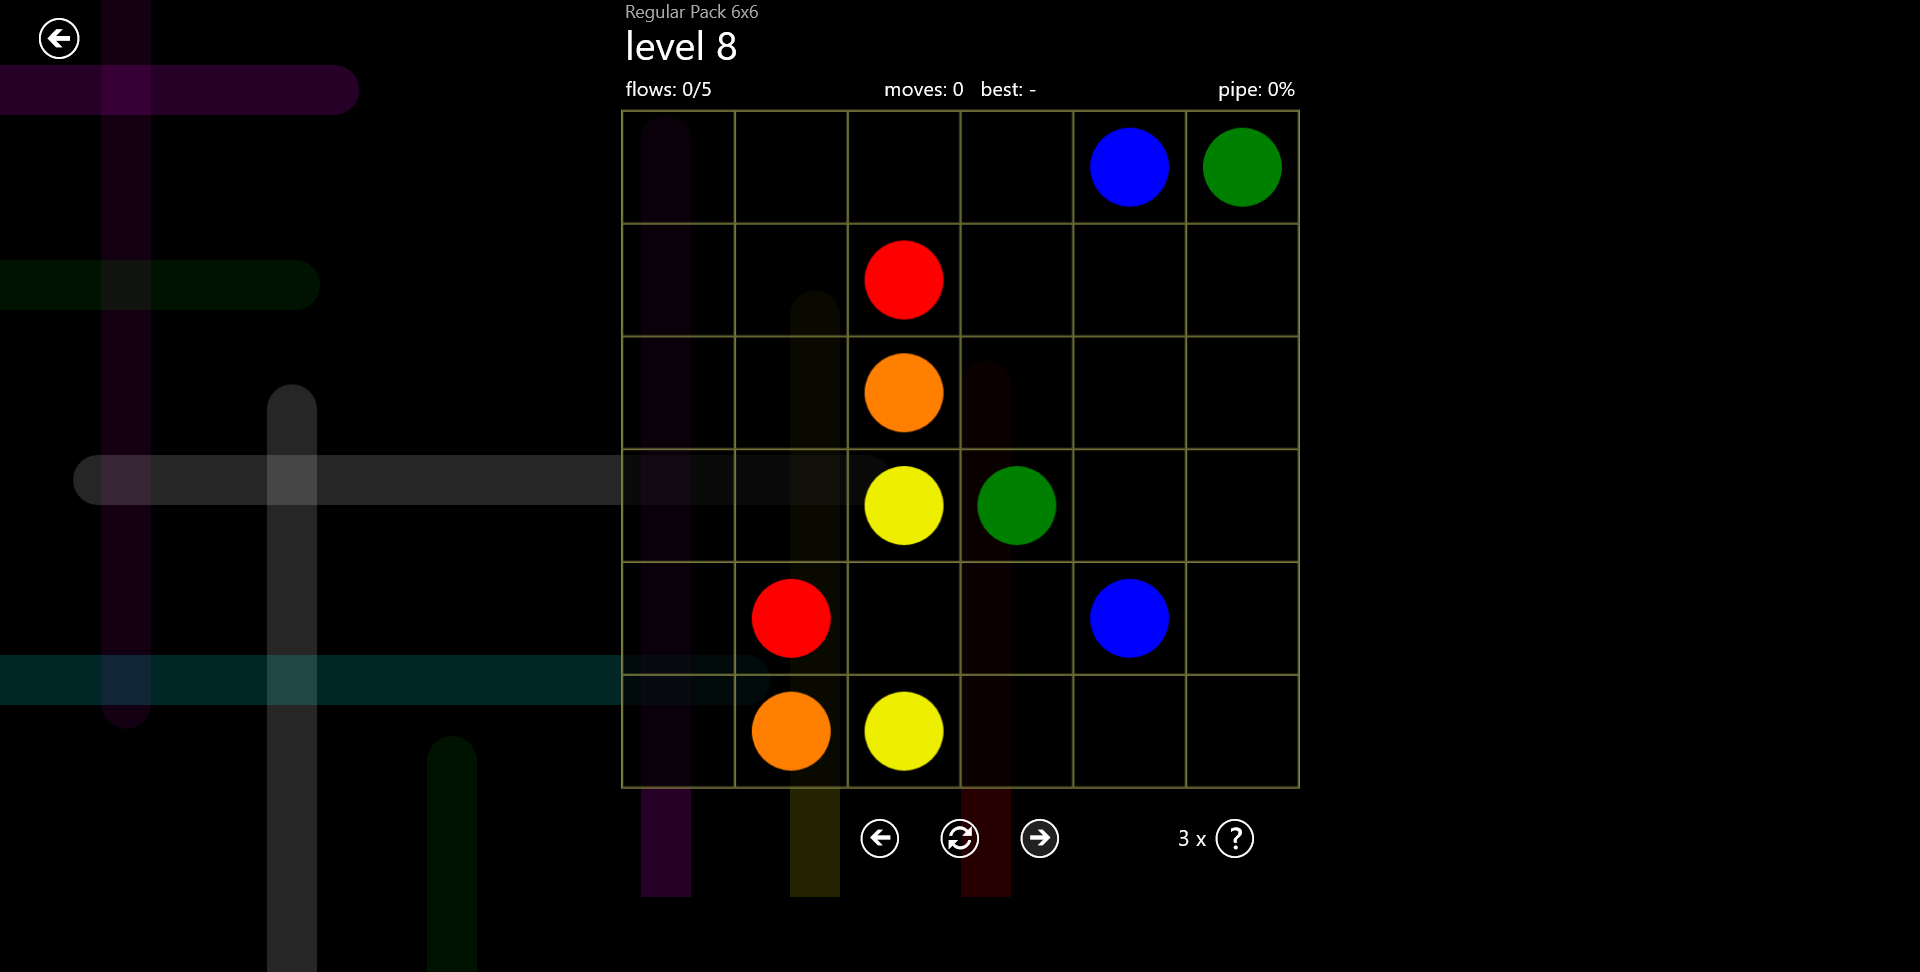 Regular Pack 6x6
level 8
flows: 0/5 moves: 0 best: - pipe: 0%
3 x ?